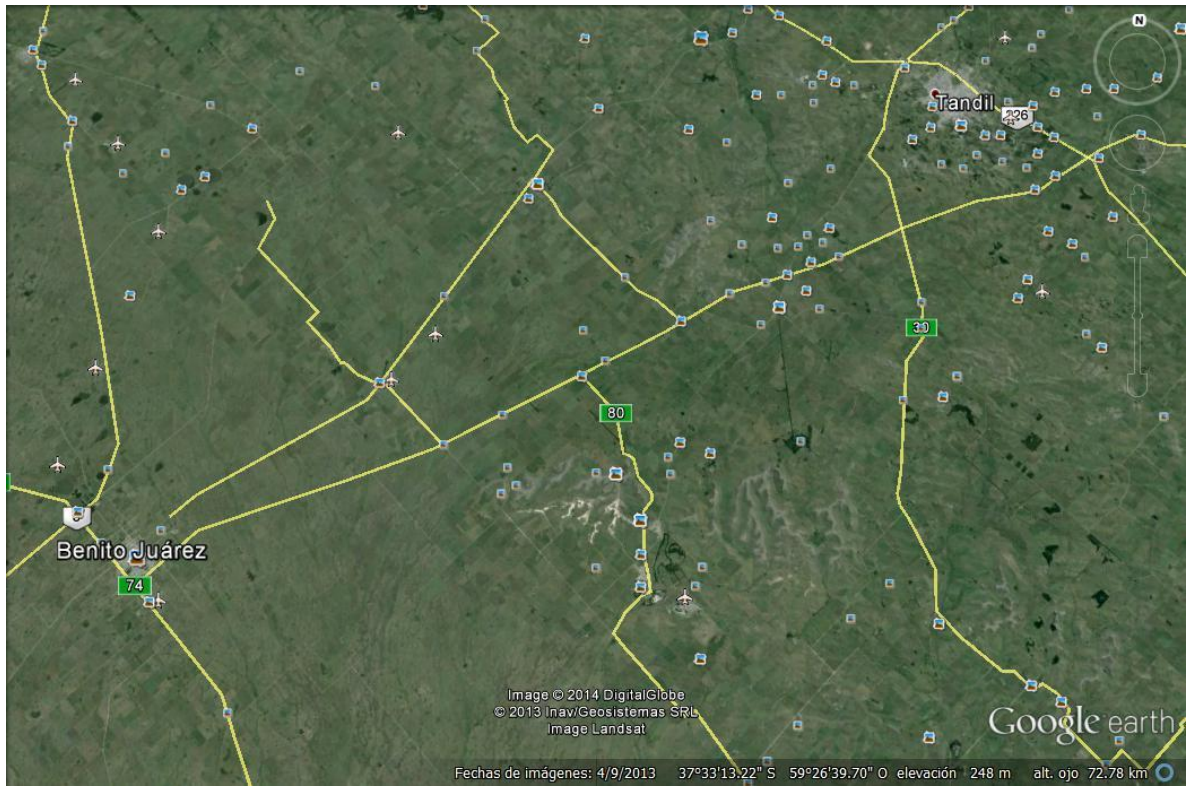 N
Tandil
226
30
80
Benito Juárez
74
Image © 2014 DigitalGlobe
© 2013 Inav/Geosistemas SRL
Image Landsat
Google earth
Fechas de imágenes: 4/9/2013 37°33'13.22" S 59°26'39.70" O elevación 248 m alt. ojo 72.78 km